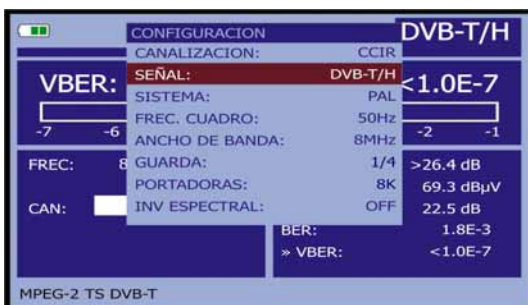 CONFIGURACION
DVB-T/H
CANALIZACION: CCIR
SEÑAL: DVB-T/H
SISTEMA: PAL
FREC. CUADRO: 50Hz
ANCHO DE BANDA: 8MHz
GUARDA: 1/4
PORTADORAS: 8K
INV ESPECTRAL: OFF
VBER: <1.0E-7
-7 -6 -2 -1
FREC: 8 >26.4 dB
69.3 dBµV
CAN: 22.5 dB
BER: 1.8E-3
» VBER: <1.0E-7
MPEG-2 TS DVB-T